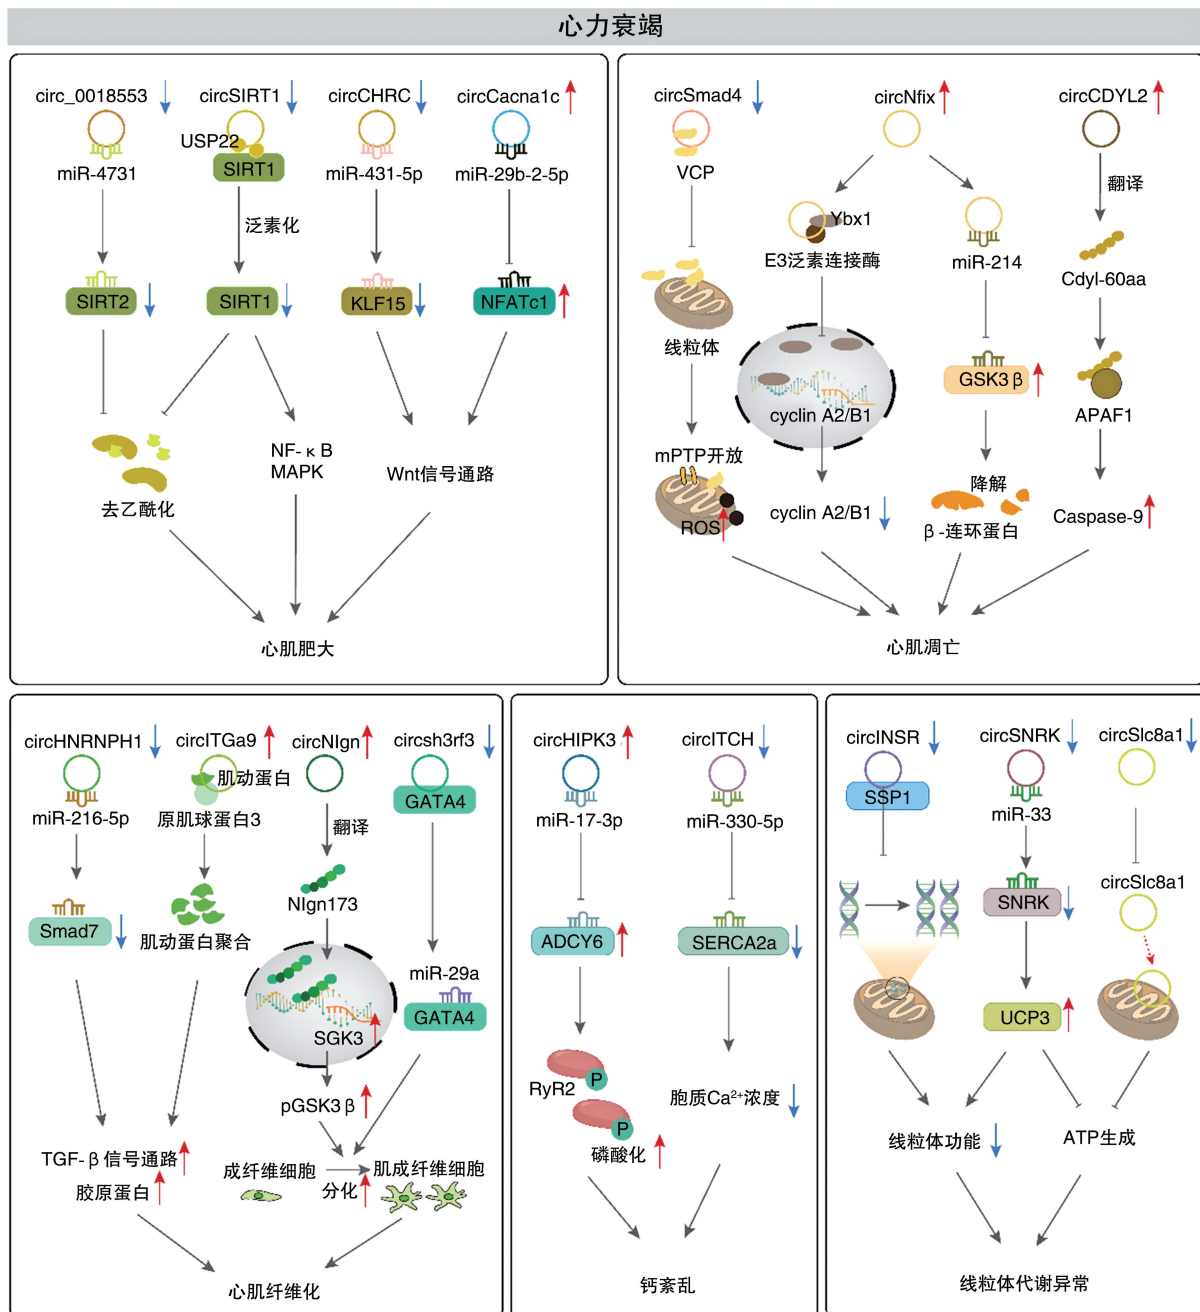 心力衰竭
circ_0018553
circSIRT1
circCHRC
circCacna1c
USP22
SIRT1
miR-4731
miR-431-5p
miR-29b-2-5p
泛素化
SIRT2
SIRT1
KLF15
NFATc1
去乙酰化
NF-κB
MAPK
Wnt信号通路
心肌肥大
circSmad4
circNfix
circCDYL2
VCP
翻译
Ybx1
E3泛素连接酶
miR-214
Cdyl-60aa
线粒体
cyclin A2/B1
GSK3β
APAF1
mPTP开放
ROS
cyclin A2/B1
降解
β-连环蛋白
Caspase-9
心肌凋亡
circHNRNPH1
circITGa9
circNlgn
circsh3rf3
肌动蛋白
GATA4
miR-216-5p
原肌球蛋白3
翻译
Nlgn173
Smad7
肌动蛋白聚合
miR-29a
GATA4
SGK3
pGSK3β
TGF-β信号通路
胶原蛋白
成纤维细胞
分化
肌成纤维细胞
心肌纤维化
circHIPK3
circITCH
miR-17-3p
miR-330-5p
ADCY6
SERCA2a
RyR2
P
P
磷酸化
胞质Ca²⁺浓度
钙紊乱
circINSR
circSNRK
circSlc8a1
SSP1
miR-33
circSlc8a1
SNRK
UCP3
线粒体功能
ATP生成
线粒体代谢异常